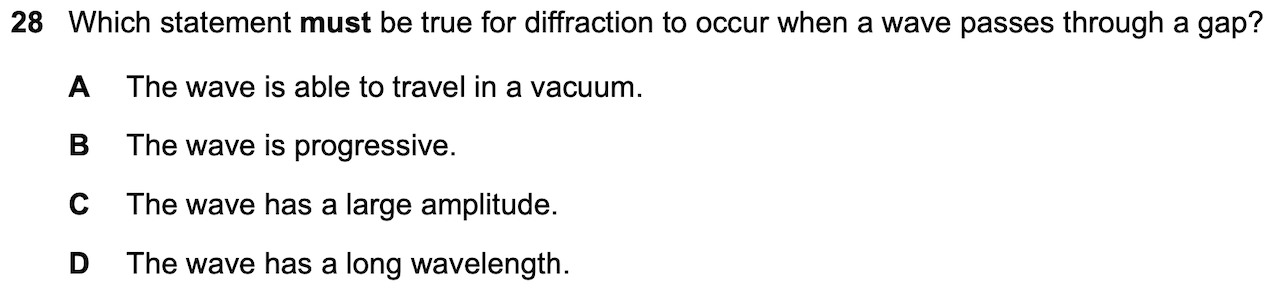 28 Which statement must be true for diffraction to occur when a wave passes through a gap?
A The wave is able to travel in a vacuum.
B The wave is progressive.
C The wave has a large amplitude.
D The wave has a long wavelength.